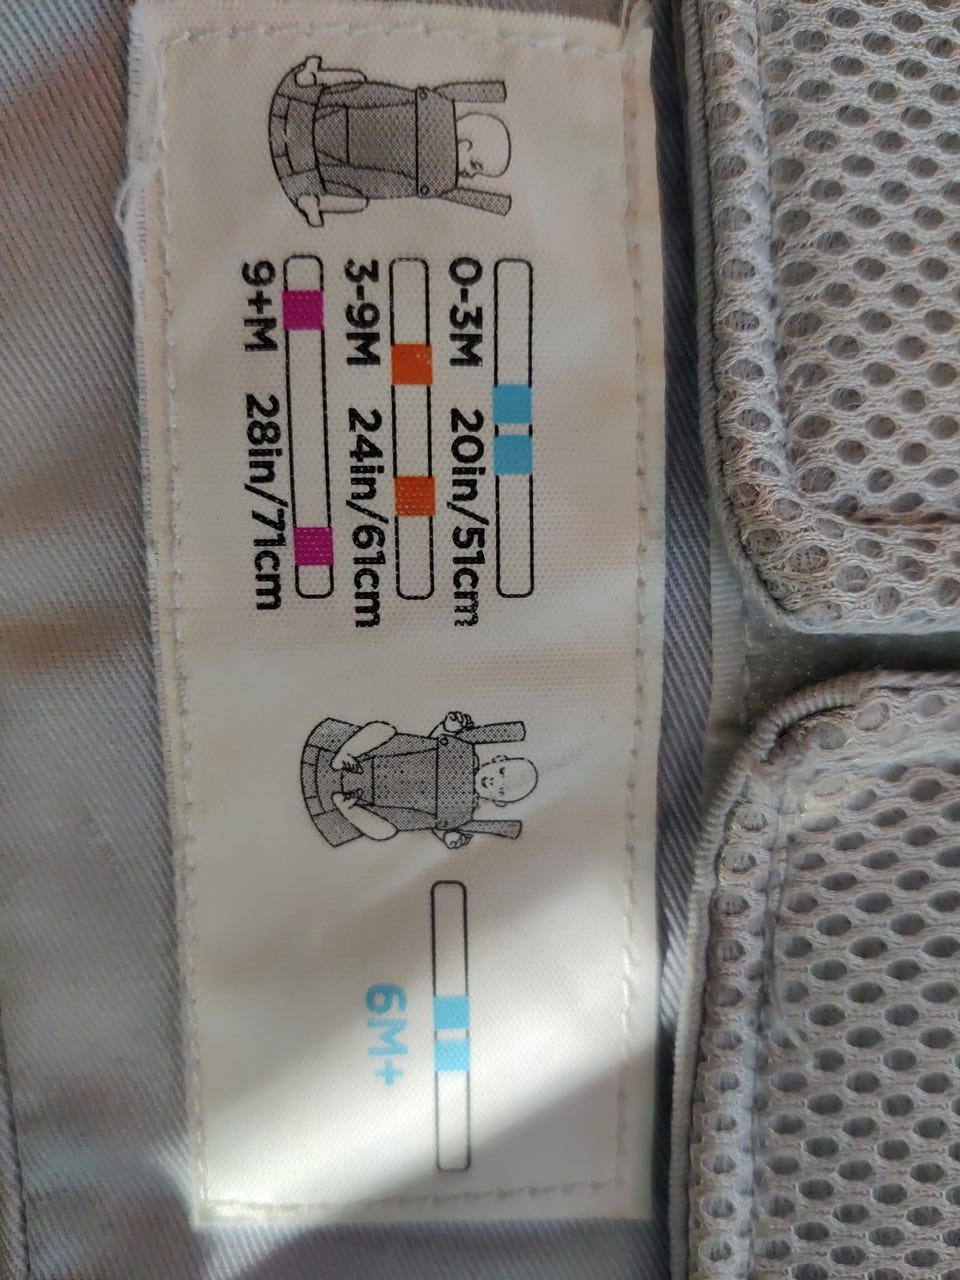 0-3M 20in/51cm
3-9M 24in/61cm
9+M 28in/71cm
6M+